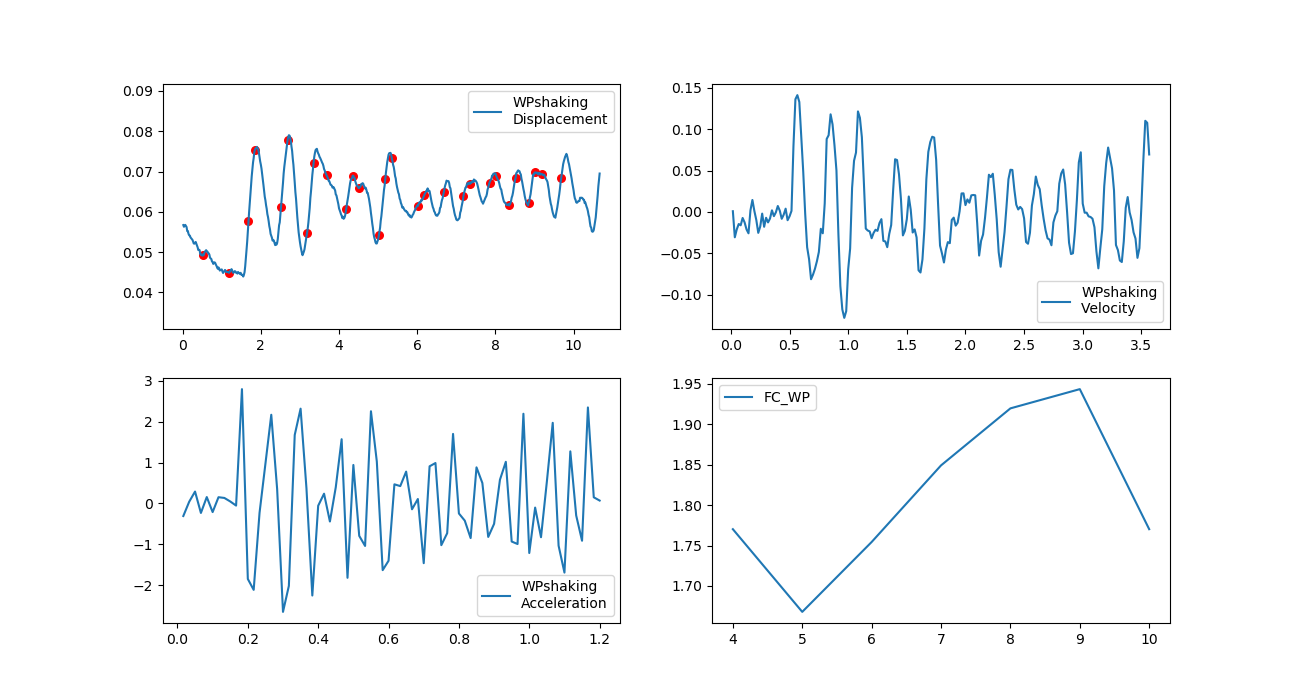 0.09
0.08
0.07
0.06
0.05
0.04
0 2 4 6 8 10
WPshaking
Displacement
0.15
0.10
0.05
0.00
−0.05
−0.10
0.0 0.5 1.0 1.5 2.0 2.5 3.0 3.5
WPshaking
Velocity
3
2
1
0
−1
−2
0.0 0.2 0.4 0.6 0.8 1.0 1.2
WPshaking
Acceleration
FC_WP
1.95
1.90
1.85
1.80
1.75
1.70
4 5 6 7 8 9 10